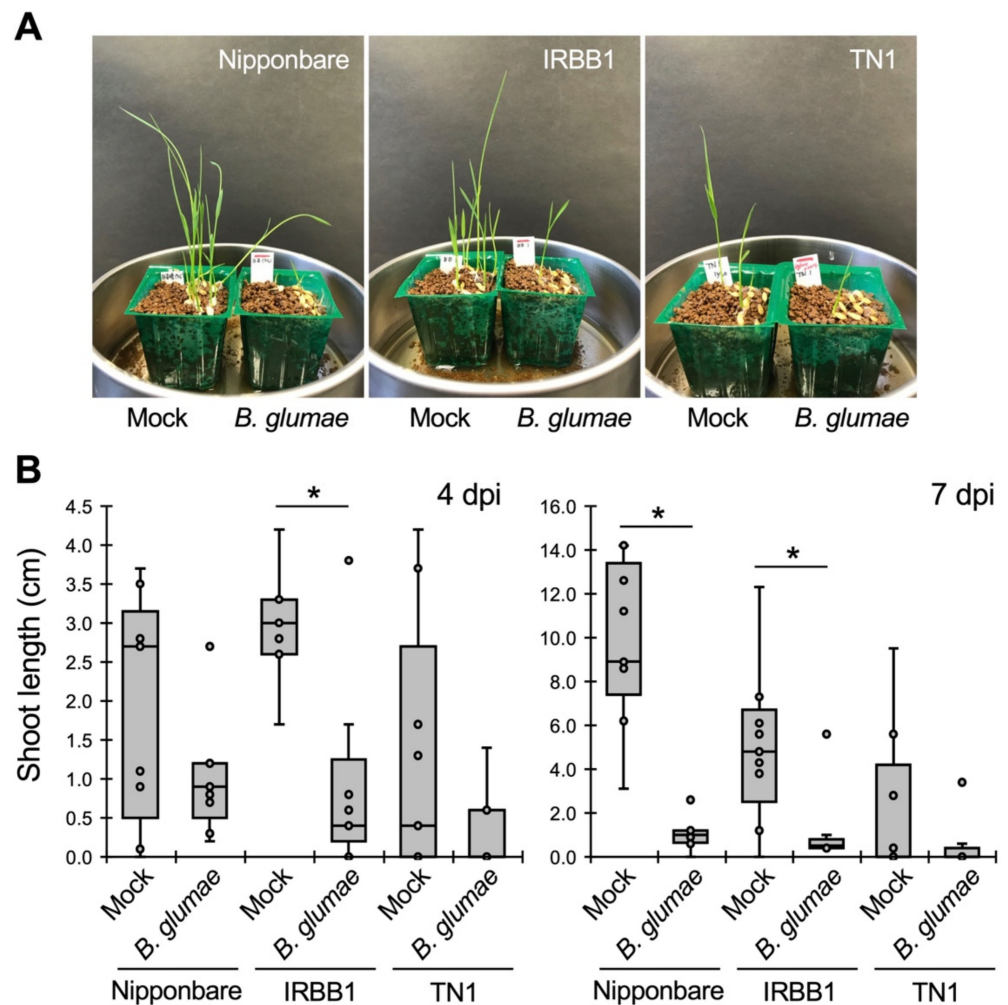 A
Nipponbare
IRBB1
TN1
Mock
B. glumae
Mock
B. glumae
Mock
B. glumae
B
4 dpi
Shoot length (cm)
4.5
4.0
3.5
3.0
2.5
2.0
1.5
1.0
0.5
0.0
*
Mock
B. glumae
Mock
B. glumae
Mock
B. glumae
Nipponbare
IRBB1
TN1
7 dpi
16.0
14.0
12.0
10.0
8.0
6.0
4.0
2.0
0.0
*
*
Mock
B. glumae
Mock
B. glumae
Mock
B. glumae
Nipponbare
IRBB1
TN1